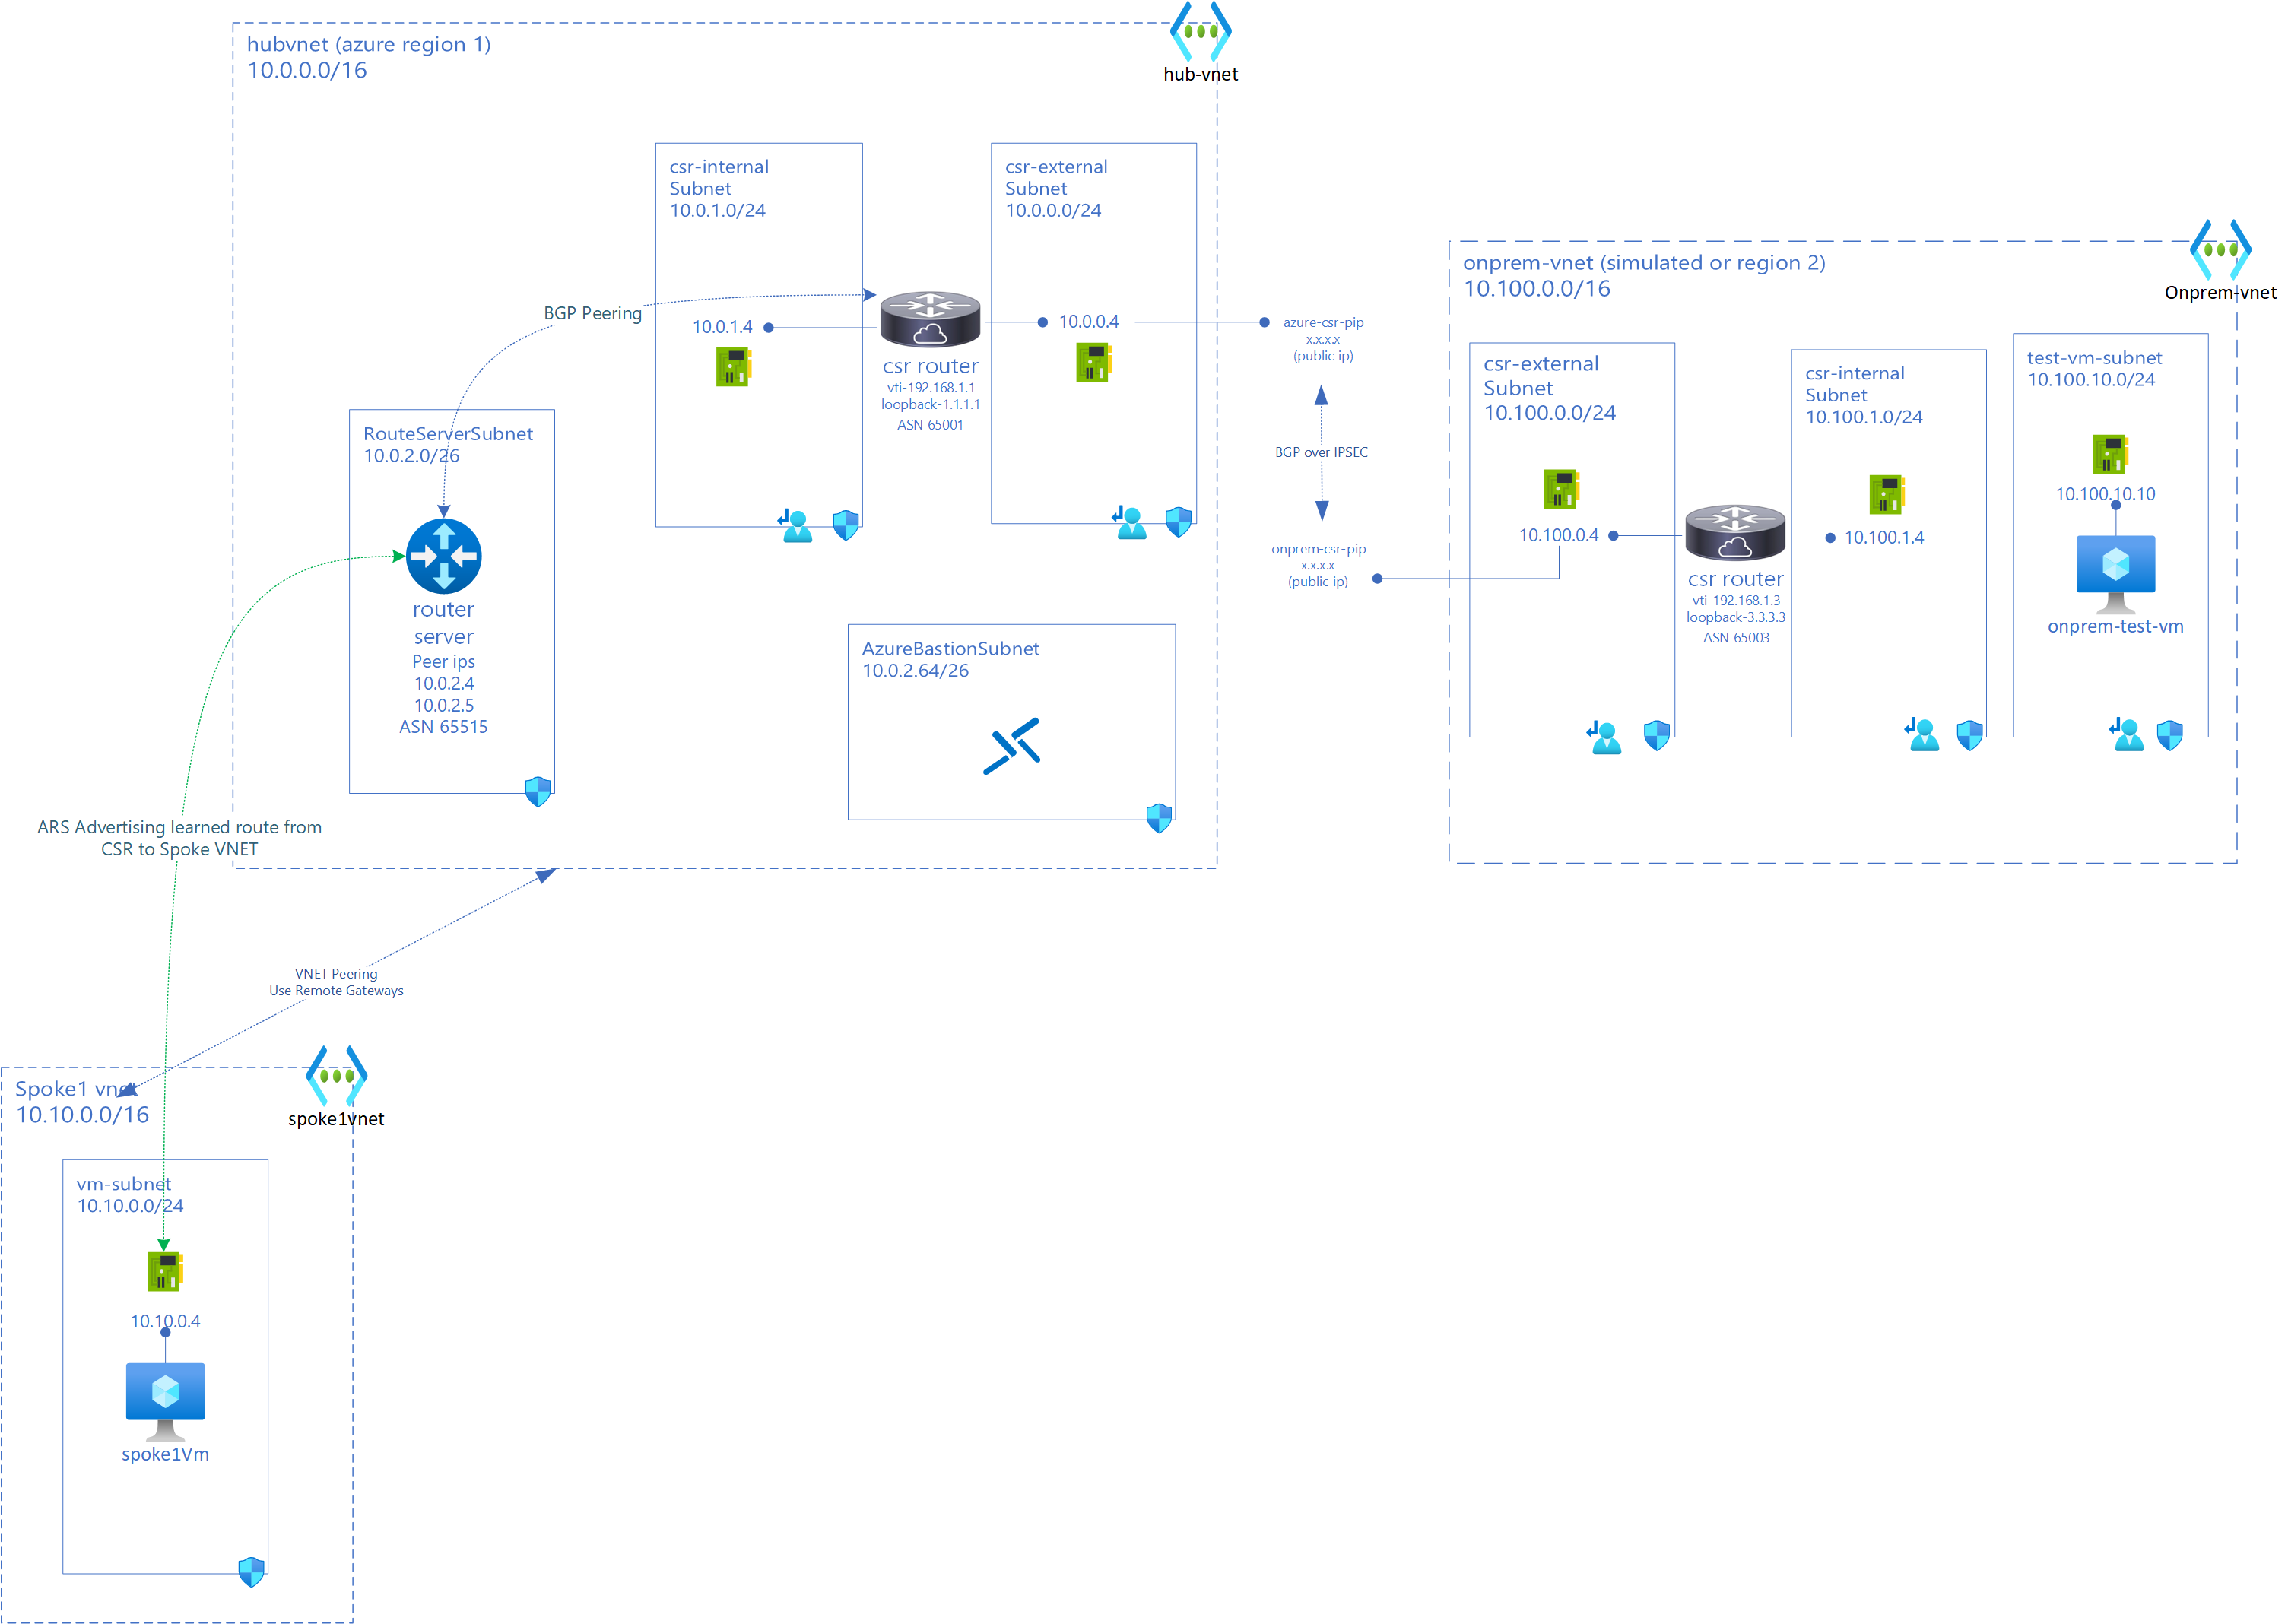 hubvnet (azure region 1)
10.0.0.0/16
hub-vnet
csr-internal
Subnet
10.0.1.0/24
csr-external
Subnet
10.0.0.0/24
BGP Peering
10.0.1.4
10.0.0.4
csr router
vti-192.168.1.1
loopback-1.1.1.1
ASN 65001
azure-csr-pip
x.x.x.x
(public ip)
BGP over IPSEC
onprem-csr-pip
x.x.x.x
(public ip)
RouteServerSubnet
10.0.2.0/26
router
server
Peer ips
10.0.2.4
10.0.2.5
ASN 65515
AzureBastionSubnet
10.0.2.64/26
onprem-vnet (simulated or region 2)
10.100.0.0/16
Onprem-vnet
csr-external
Subnet
10.100.0.0/24
10.100.0.4
csr router
vti-192.168.1.3
loopback-3.3.3.3
ASN 65003
csr-internal
Subnet
10.100.1.0/24
10.100.1.4
test-vm-subnet
10.100.10.0/24
10.100.10.10
onprem-test-vm
ARS Advertising learned route from
CSR to Spoke VNET
VNET Peering
Use Remote Gateways
Spoke1 vnet
10.10.0.0/16
spoke1vnet
vm-subnet
10.10.0.0/24
10.10.0.4
spoke1Vm